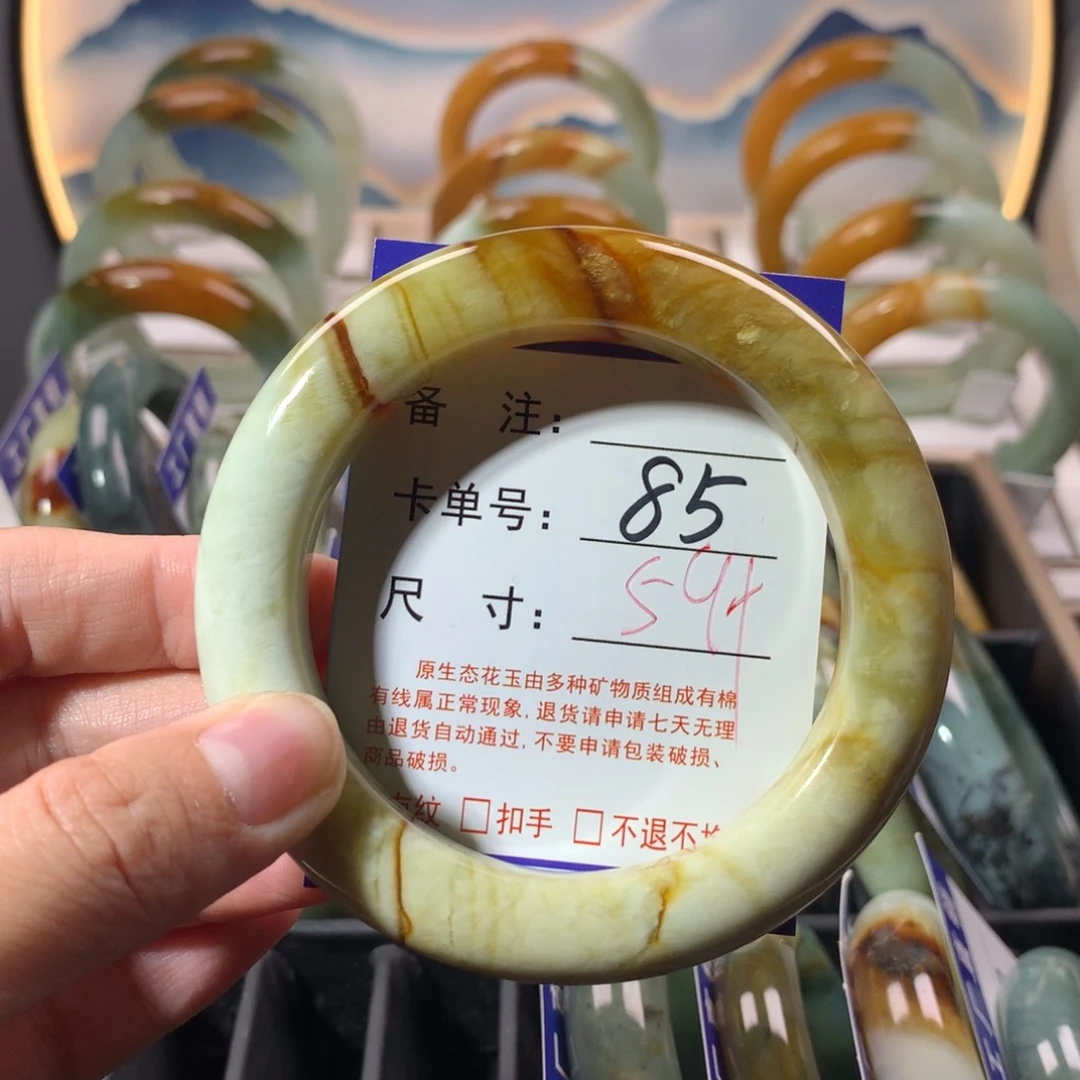 备 注：
卡单号： 85
尺 寸： 594
原生态花玉由多种矿物质组成有棉
有线属正常现象，退货请申请七天无理
由退货自动通过，不要申请包装破损、
商品破损。
纹 □扣手 □不退不